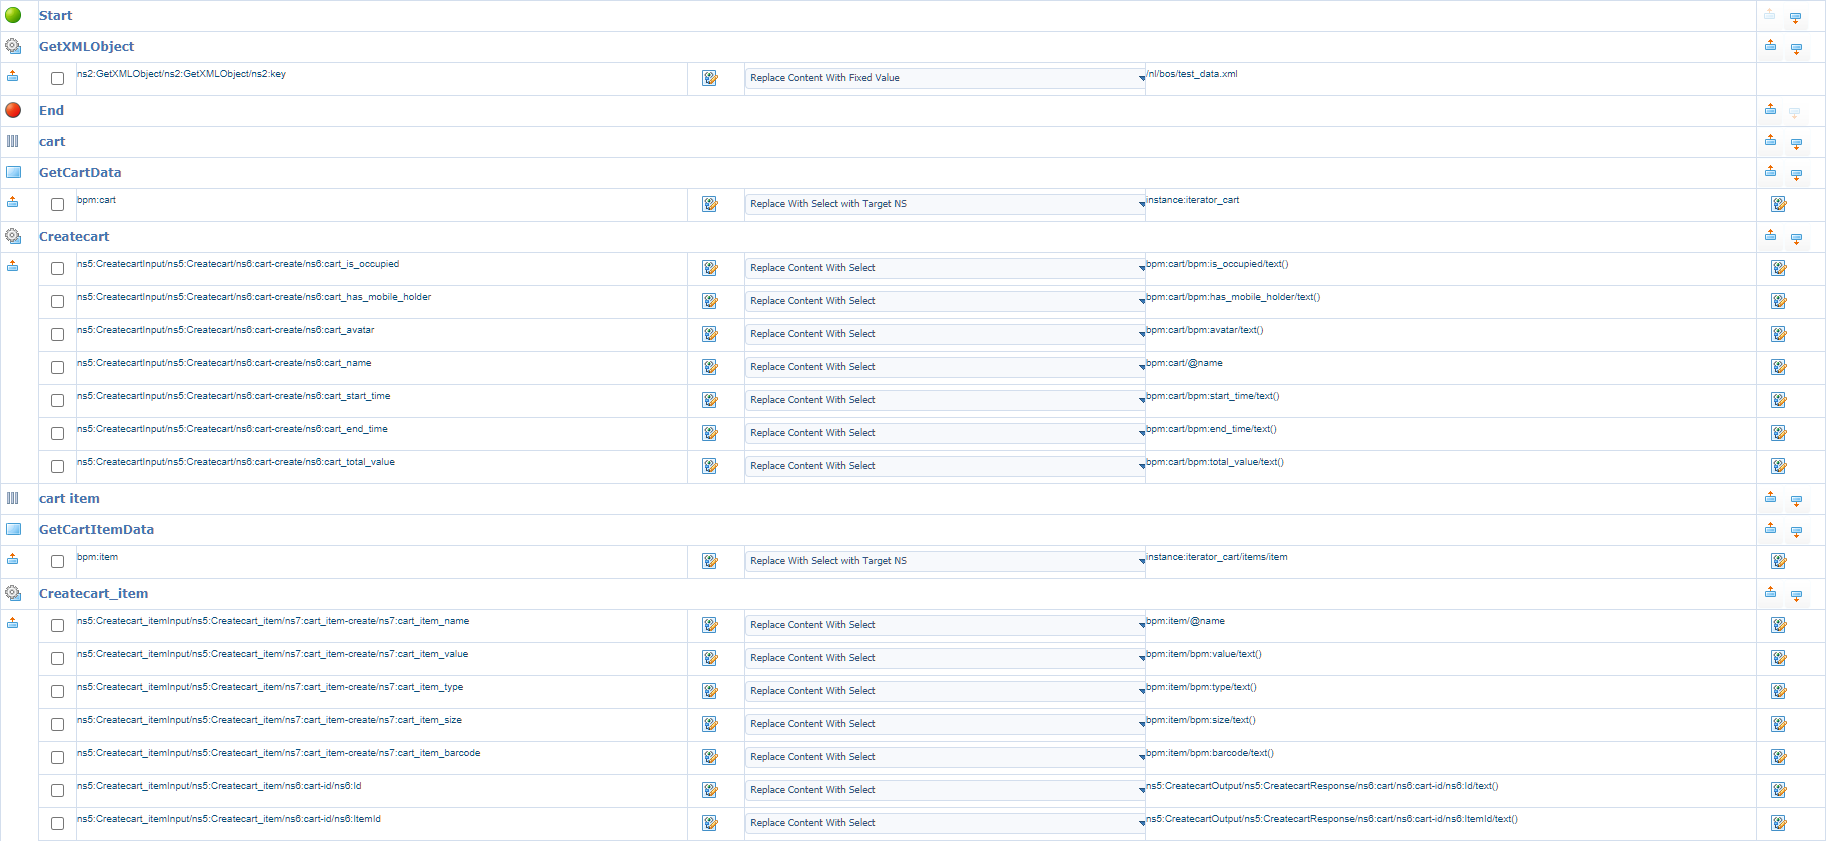 Start
GetXMLObject
ns2:GetXMLObject/ns2:GetXMLObject/ns2:key Replace Content With Fixed Value /nl/bos/test_data.xml
End
cart
GetCartData
bpm:cart Replace With Select with Target NS instance:iterator_cart
Createcart
ns5:CreatecartInput/ns5:Createcart/ns6:cart-create/ns6:cart_is_occupied Replace Content With Select bpm:cart/bpm:is_occupied/text()
ns5:CreatecartInput/ns5:Createcart/ns6:cart-create/ns6:cart_has_mobile_holder Replace Content With Select bpm:cart/bpm:has_mobile_holder/text()
ns5:CreatecartInput/ns5:Createcart/ns6:cart-create/ns6:cart_avatar Replace Content With Select bpm:cart/bpm:avatar/text()
ns5:CreatecartInput/ns5:Createcart/ns6:cart-create/ns6:cart_name Replace Content With Select bpm:cart/@name
ns5:CreatecartInput/ns5:Createcart/ns6:cart-create/ns6:cart_start_time Replace Content With Select bpm:cart/bpm:start_time/text()
ns5:CreatecartInput/ns5:Createcart/ns6:cart-create/ns6:cart_end_time Replace Content With Select bpm:cart/bpm:end_time/text()
ns5:CreatecartInput/ns5:Createcart/ns6:cart-create/ns6:cart_total_value Replace Content With Select bpm:cart/bpm:total_value/text()
cart item
GetCartItemData
bpm:item Replace With Select with Target NS instance:iterator_cart/items/item
Createcart_item
ns5:Createcart_itemInput/ns5:Createcart_item/ns7:cart_item-create/ns7:cart_item_name Replace Content With Select bpm:item/@name
ns5:Createcart_itemInput/ns5:Createcart_item/ns7:cart_item-create/ns7:cart_item_value Replace Content With Select bpm:item/bpm:value/text()
ns5:Createcart_itemInput/ns5:Createcart_item/ns7:cart_item-create/ns7:cart_item_type Replace Content With Select bpm:item/bpm:type/text()
ns5:Createcart_itemInput/ns5:Createcart_item/ns7:cart_item-create/ns7:cart_item_size Replace Content With Select bpm:item/bpm:size/text()
ns5:Createcart_itemInput/ns5:Createcart_item/ns7:cart_item-create/ns7:cart_item_barcode Replace Content With Select bpm:item/bpm:barcode/text()
ns5:Createcart_itemInput/ns5:Createcart_item/ns6:cart-id/ns6:Id Replace Content With Select ns5:CreatecartOutput/ns5:CreatecartResponse/ns6:cart/ns6:cart-id/ns6:Id/text()
ns5:Createcart_itemInput/ns5:Createcart_item/ns6:cart-id/ns6:ItemId Replace Content With Select ns5:CreatecartOutput/ns5:CreatecartResponse/ns6:cart/ns6:cart-id/ns6:ItemId/text()